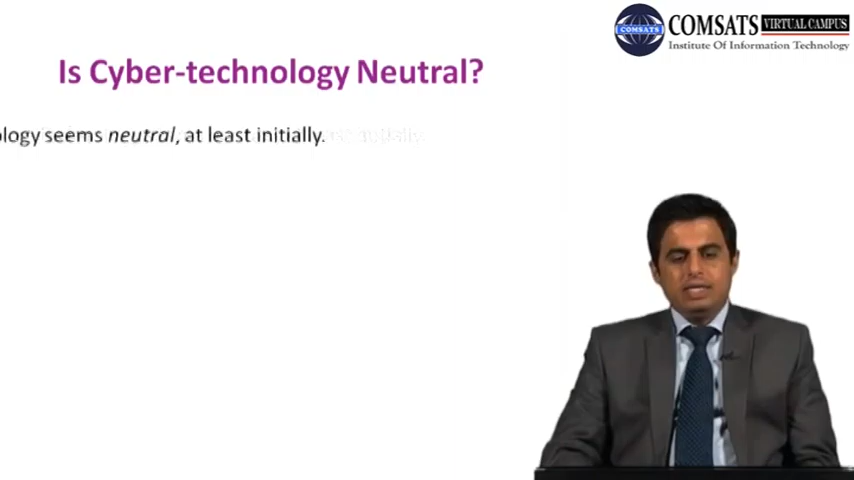 COMSATS VIRTUAL CAMPUS
Institute Of Information Technology
COMSATS
Is Cyber-technology Neutral?
ology seems neutral, at least initially.